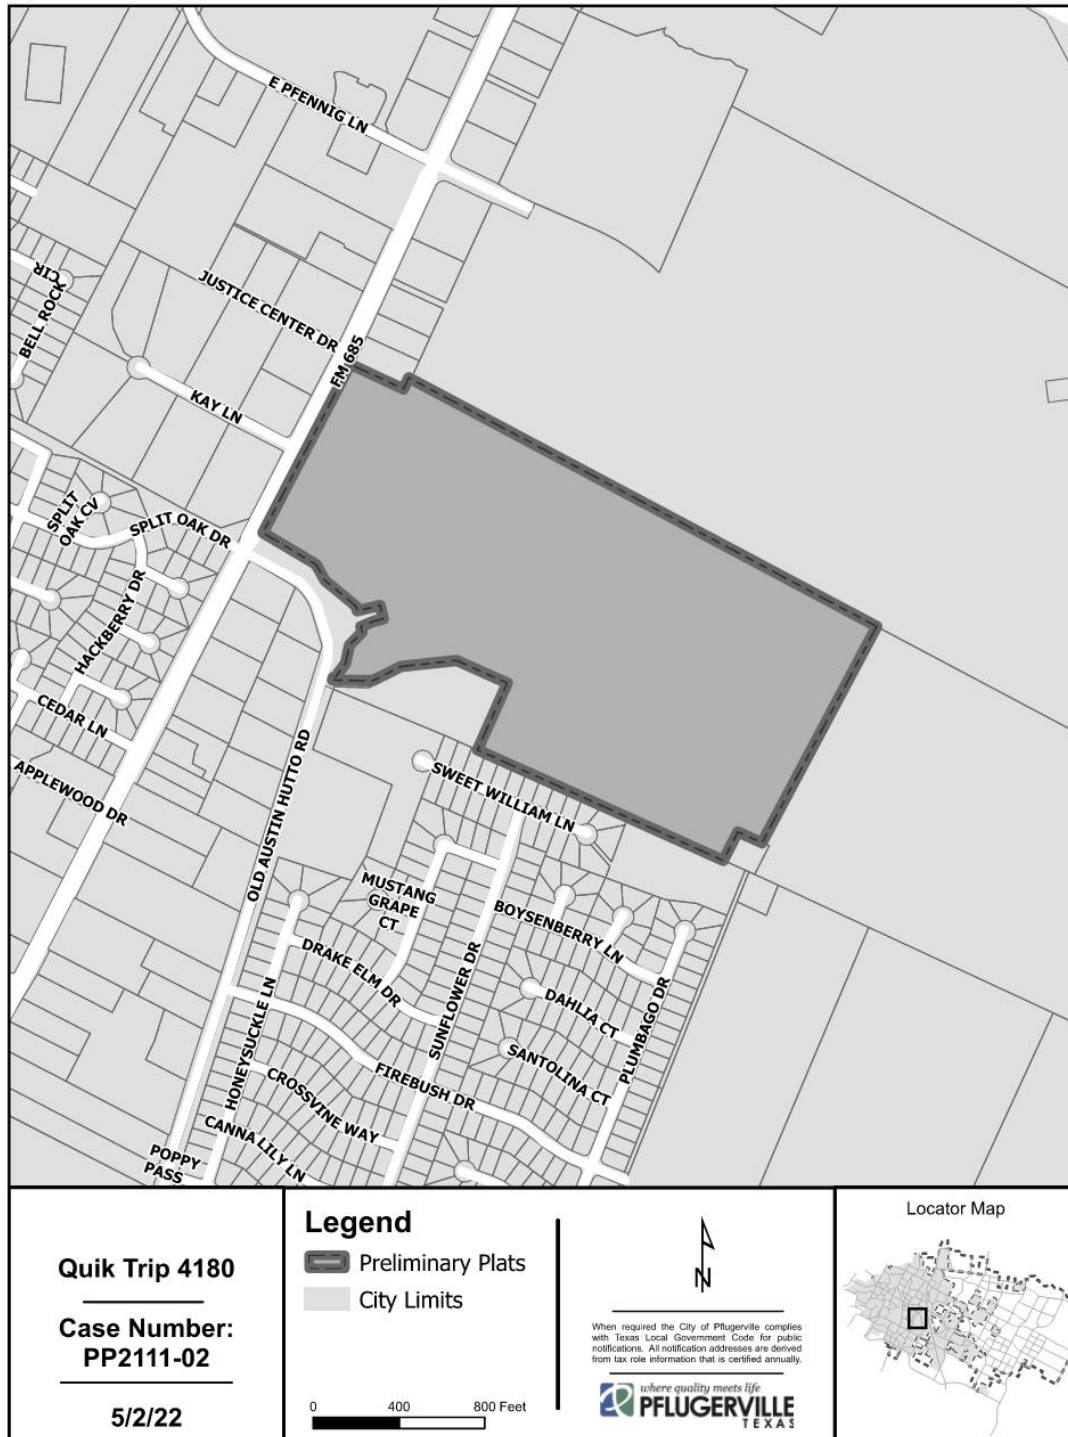 E PFENNIG LN
JUSTICE CENTER DR
FM 685
CIR
BELL ROCK
KAY LN
SPLIT
OAK CV
SPLIT OAK DR
HACKBERRY DR
CEDAR LN
APPLEWOOD DR
OLD AUSTIN HUTTO RD
SWEET WILLIAM LN
MUSTANG
GRAPE
CT
BOYSENBERRY LN
DRAKE ELM DR
SUNFLOWER DR
DAHLIA CT
PLUMBAGO DR
HONEYSUCKLE LN
SANTOLINA CT
FIREBUSH DR
CROSSVINE WAY
CANNA LILY LN
POPPY
PASS
Quik Trip 4180
Case Number:
PP2111-02
5/2/22
Legend
Preliminary Plats
City Limits
0 400 800 Feet
N
When required the City of Pflugerville complies
with Texas Local Government Code for public
notifications. All notification addresses are derived
from tax role information that is certified annually.
where quality meets life
PFLUGERVILLE
TEXAS
Locator Map